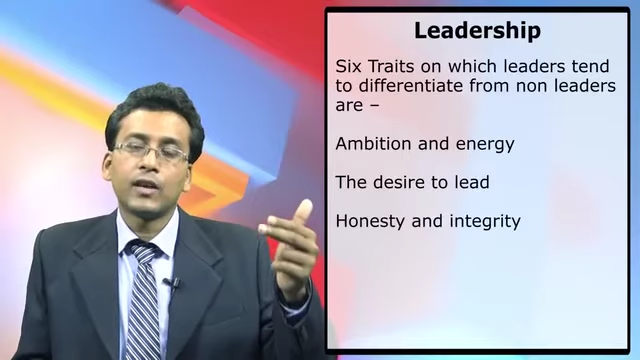 Leadership
Six Traits on which leaders tend
to differentiate from non leaders
are –
Ambition and energy
The desire to lead
Honesty and integrity